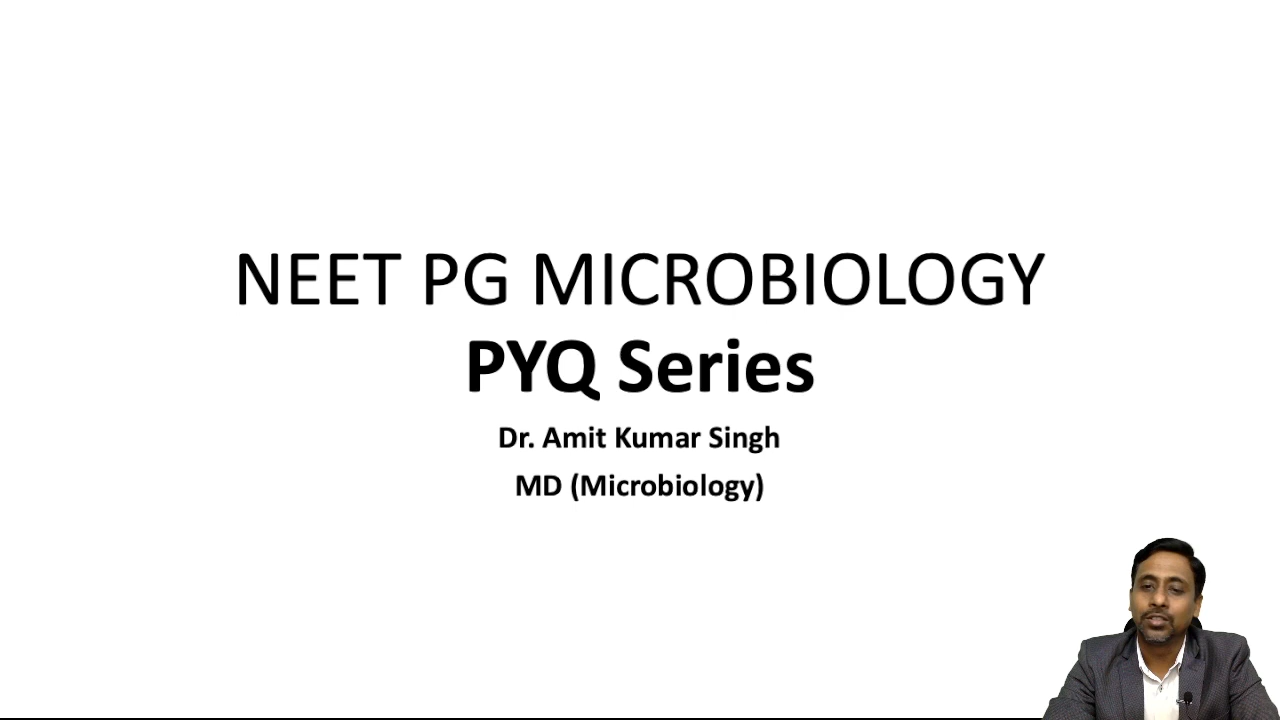 NEET PG MICROBIOLOGY
PYQ Series
Dr. Amit Kumar Singh
MD (Microbiology)